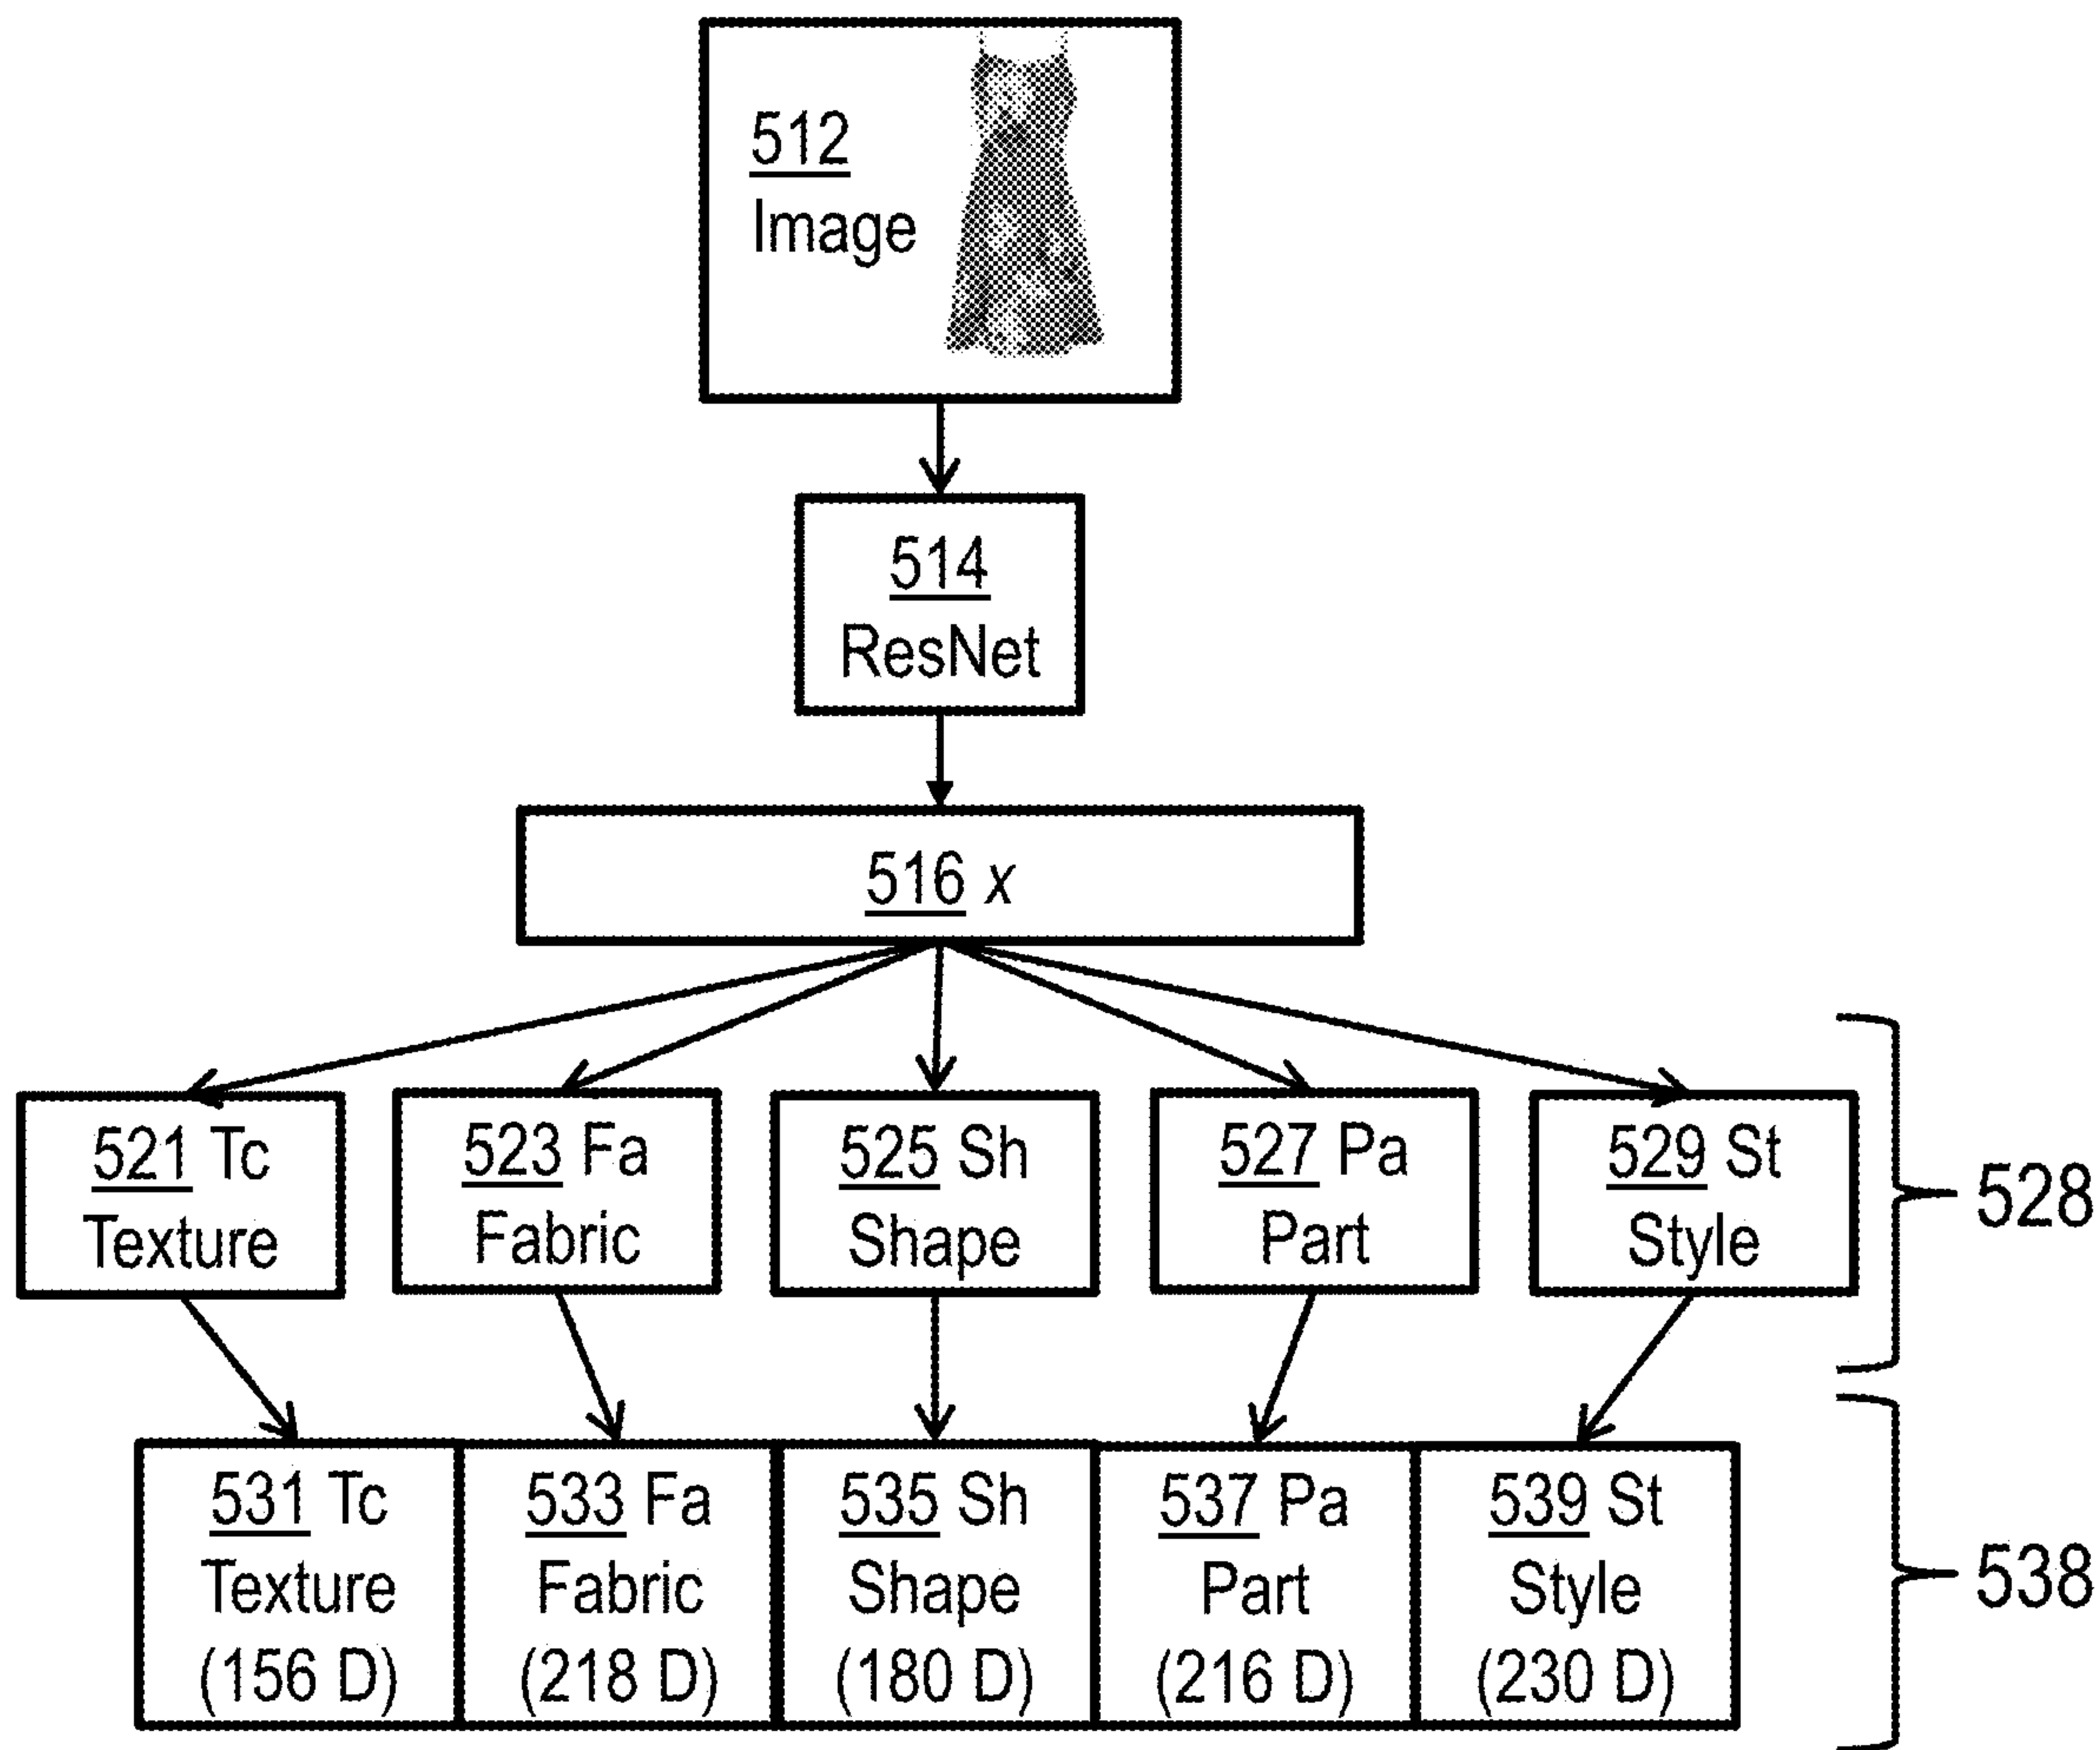 512
Image
514
ResNet
516 x
521 Tc
Texture
523 Fa
Fabric
525 Sh
Shape
527 Pa
Part
529 St
Style
528
531 Tc
Texture
(156 D)
533 Fa
Fabric
(218 D)
535 Sh
Shape
(180 D)
537 Pa
Part
(216 D)
539 St
Style
(230 D)
538